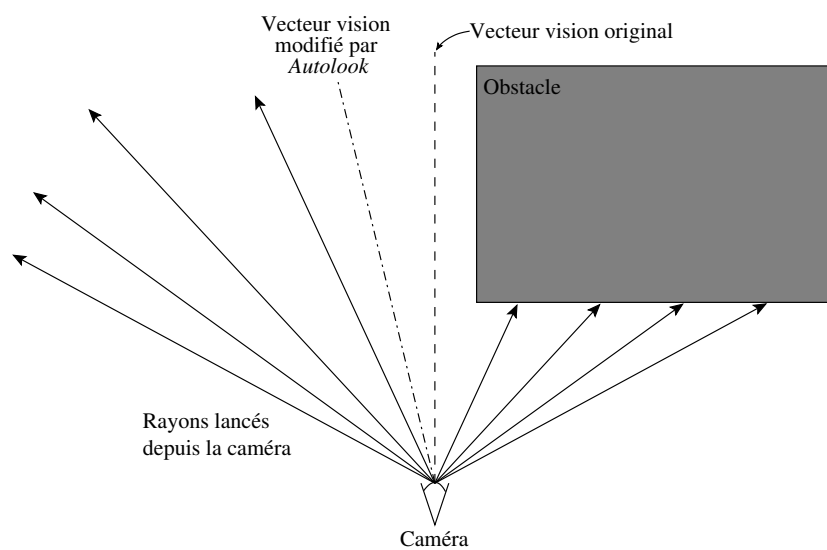 Vecteur vision
modifié par
Autolook
Vecteur vision original
Obstacle
Rayons lancés
depuis la caméra
Caméra